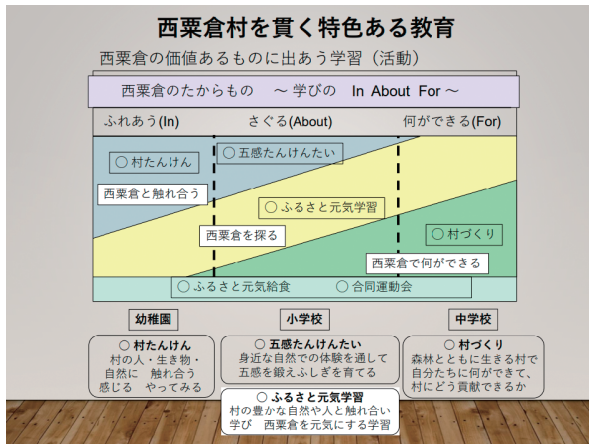 西粟倉村を貫く特色ある教育
西粟倉の価値あるものに出あう学習（活動）
西粟倉のたからもの　～ 学びの　In About For ～
ふれあう(In)　さぐる(About)　何ができる(For)
〇 村たんけん
〇 五感たんけんたい
西粟倉と触れ合う
〇 ふるさと元気学習
西粟倉を探る
〇 村づくり
西粟倉で何ができる
〇 ふるさと元気給食　〇 合同運動会
幼稚園
〇 村たんけん
村の人・生き物・
自然に　触れ合う
感じる　やってみる
小学校
〇 五感たんけんたい
身近な自然での体験を通して
五感を鍛えふしぎを育てる
〇 ふるさと元気学習
村の豊かな自然や人と触れ合い
学び　西粟倉を元気にする学習
中学校
〇 村づくり
森林とともに生きる村で
自分たちに何ができて、
村にどう貢献できるか